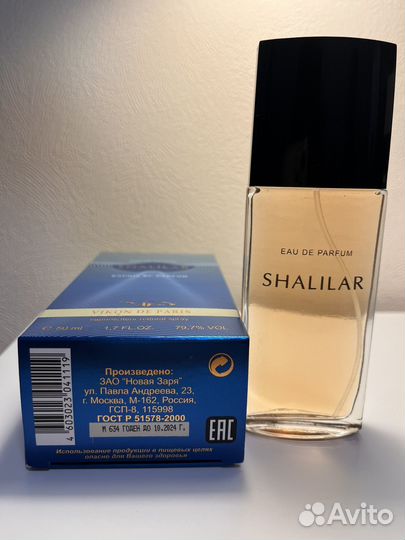 EAU DE PARFUM
SHALILAR
SHALILAR
VIKON DE PARIS
50 ml
1.7 FL.OZ.
79,7% VOL
Произведено:
ЗАО "Новая Заря"
ул. Павла Андреева, 23,
г. Москва, М-162, Россия,
ГСП-8, 115998
ГОСТ Р 51578-2000
М 634 ГОДЕН ДО 10.2024 Г.
4 603023 041119
EAC
Использование продукции в пищевых целях
опасно для Вашего здоровья
Avito